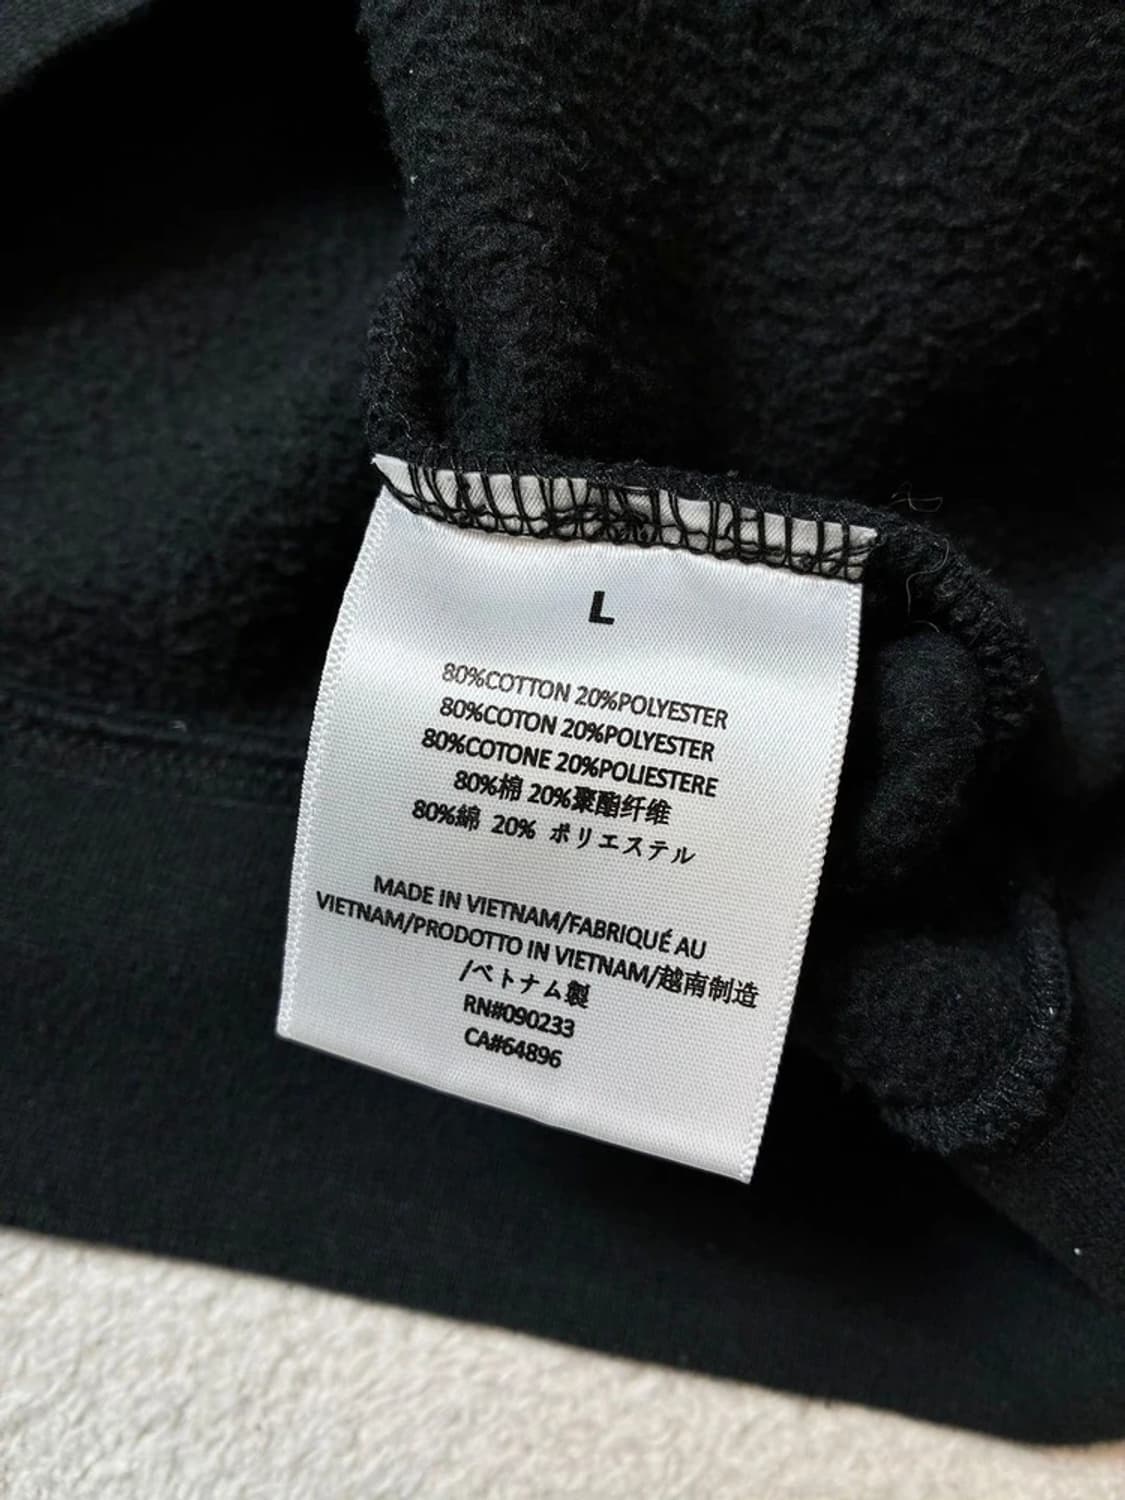 L
80%COTTON 20%POLYESTER
80%COTON 20%POLYESTER
80%COTONE 20%POLIESTERE
80%棉 20%聚酯纤维
80%綿 20% ポリエステル
MADE IN VIETNAM/FABRIQUÉ AU
VIETNAM/PRODOTTO IN VIETNAM/越南制造
/ベトナム製
RN#090233
CA#64896